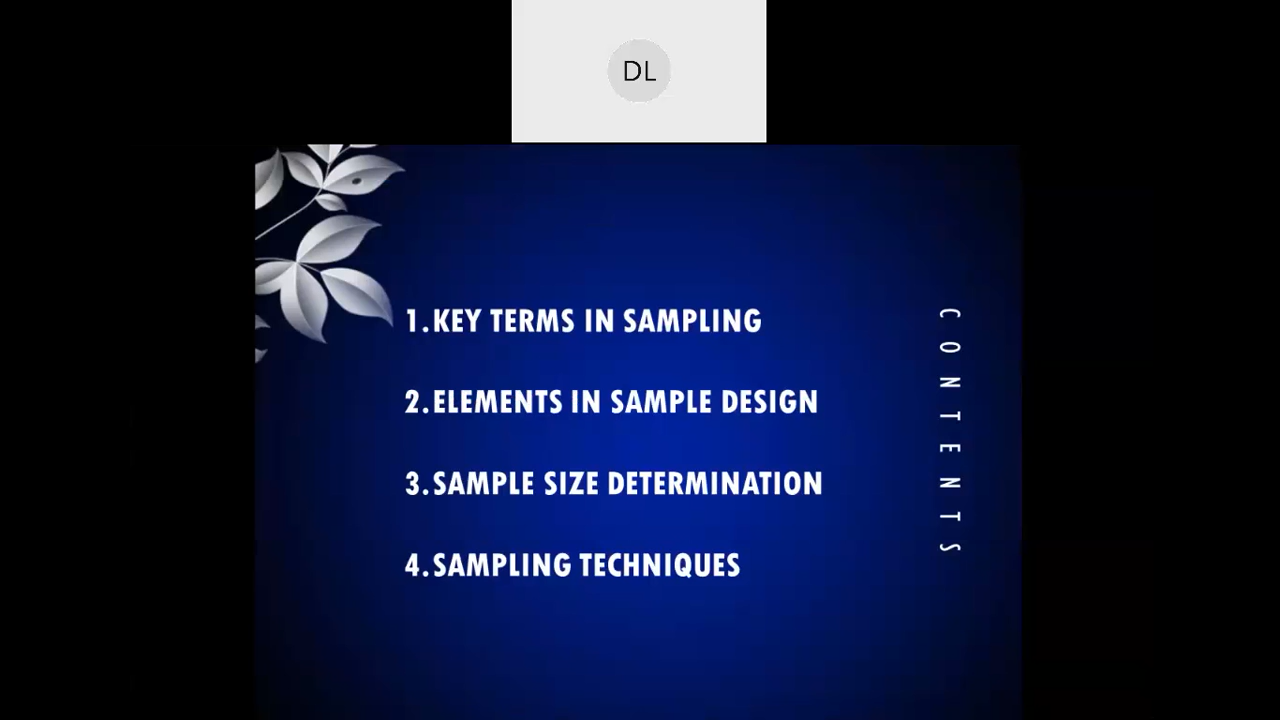 DL
1.KEY TERMS IN SAMPLING
2.ELEMENTS IN SAMPLE DESIGN
3.SAMPLE SIZE DETERMINATION
4.SAMPLING TECHNIQUES
CONTENTS